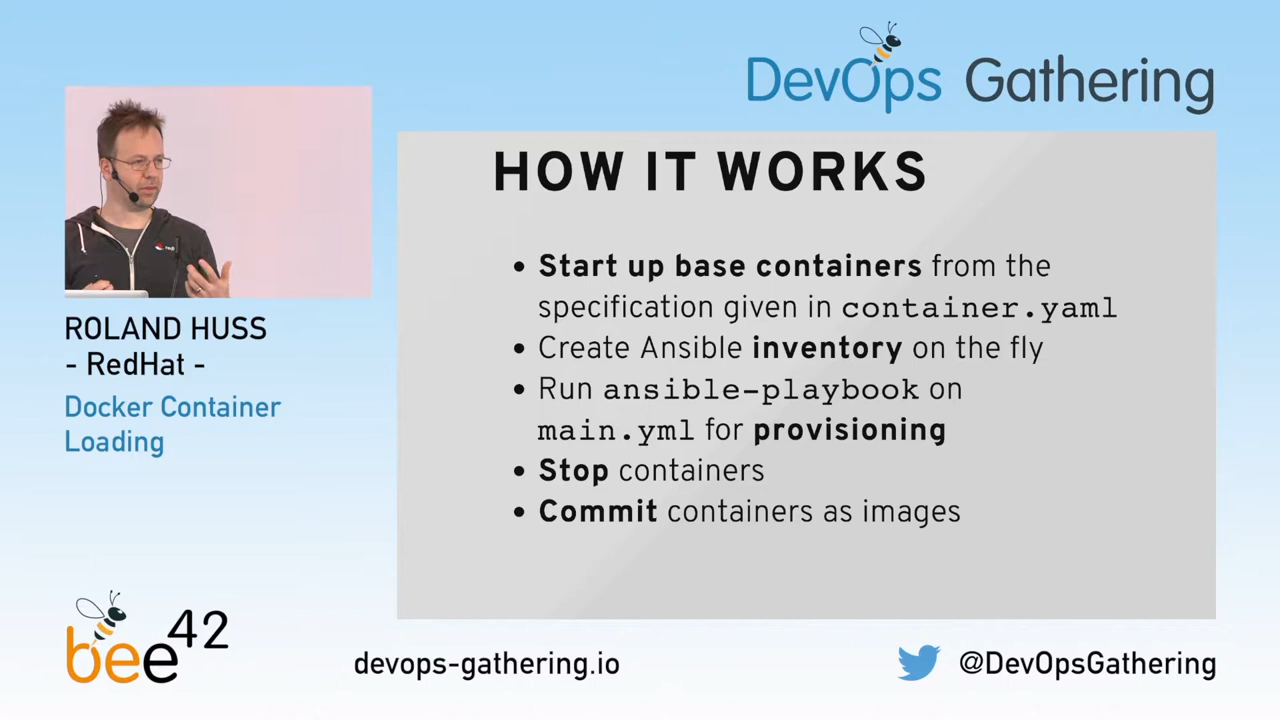 DevOps Gathering
HOW IT WORKS
• Start up base containers from the
specification given in container.yaml
• Create Ansible inventory on the fly
• Run ansible-playbook on
main.yml for provisioning
• Stop containers
• Commit containers as images
ROLAND HUSS
- RedHat -
Docker Container
Loading
bee42
devops-gathering.io
@DevOpsGathering